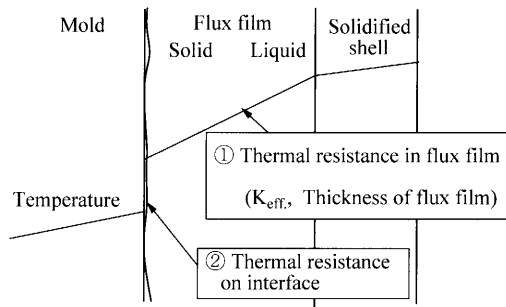 Mold
Flux film
Solid Liquid
Solidified
shell
① Thermal resistance in flux film
(Keff., Thickness of flux film)
Temperature
② Thermal resistance
on interface